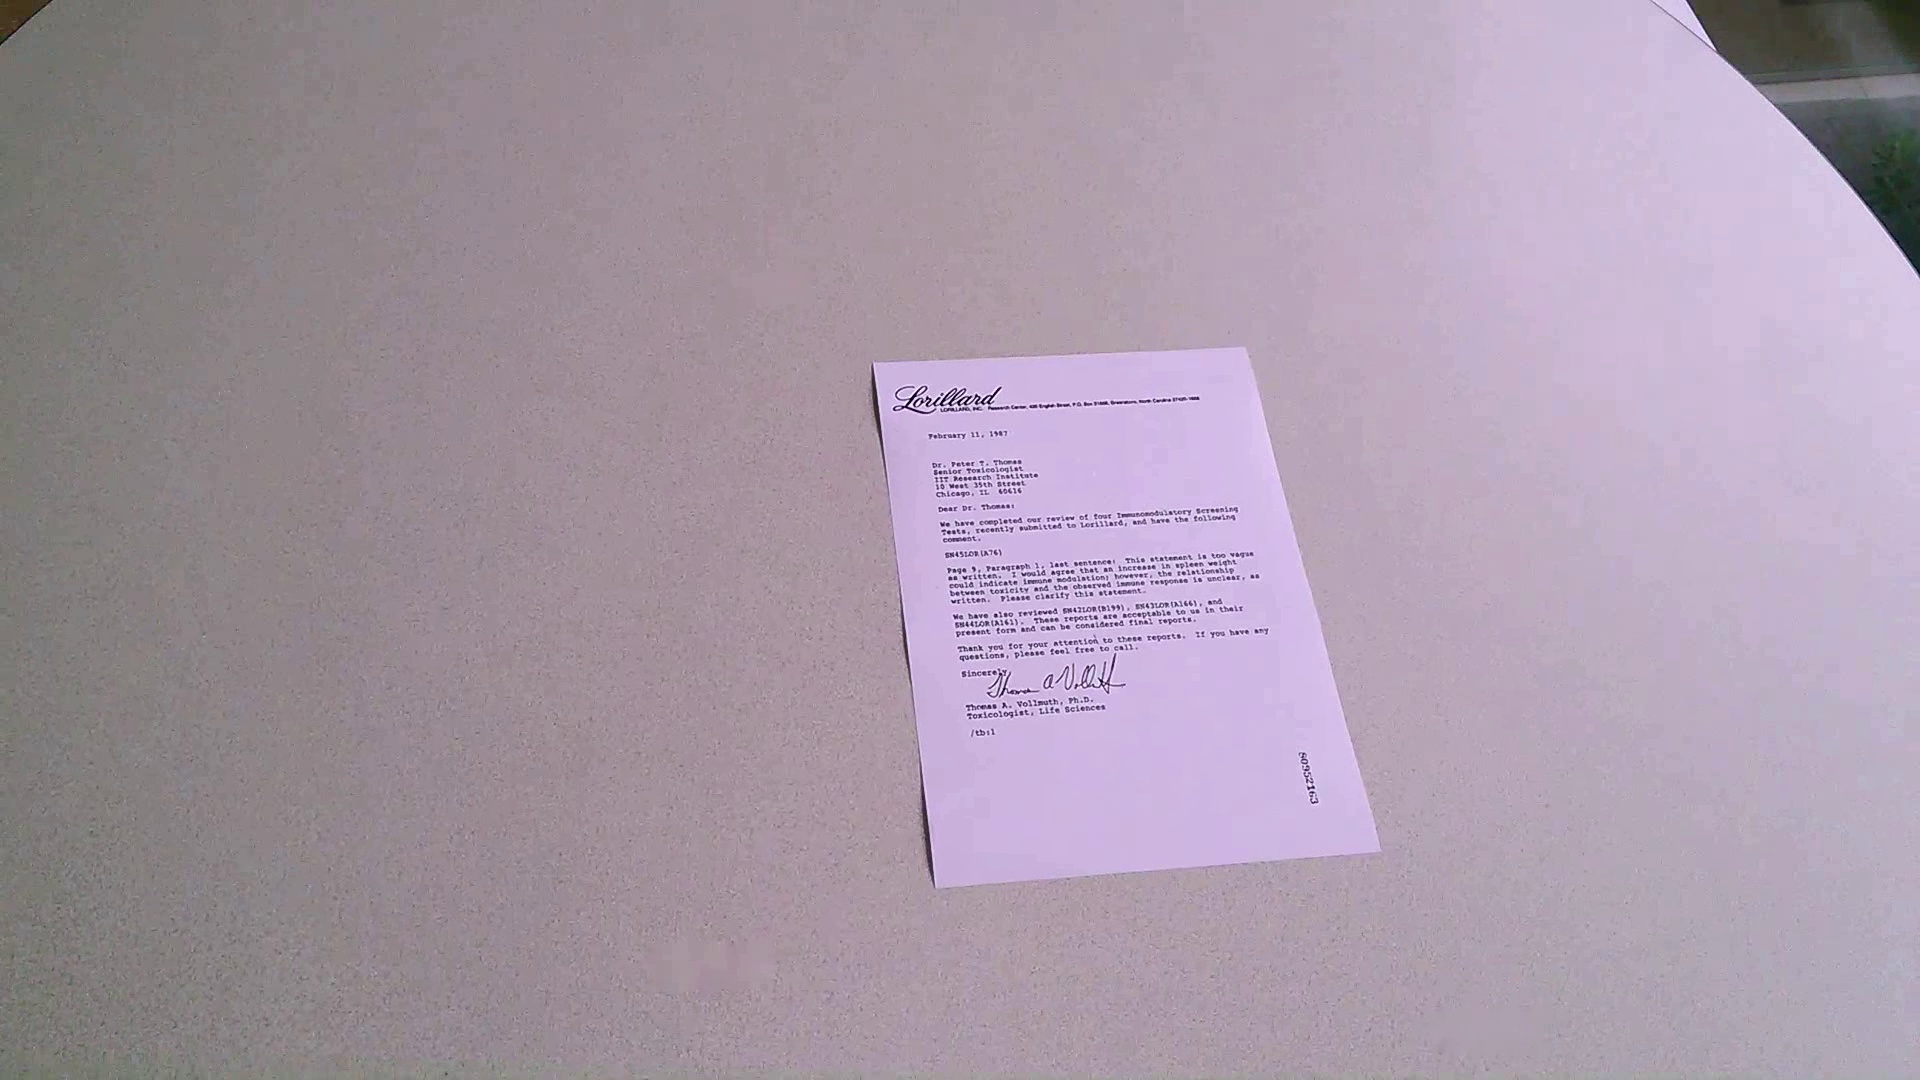 Lorillard
LORILLARD, INC. Research Center, 420 English Street, P.O. Box 21688, Greensboro, North Carolina 27420-1688
February 11, 1987
Dr. Peter T. Thomas
Senior Toxicologist
IIT Research Institute
10 West 35th Street
Chicago, IL 60616
Dear Dr. Thomas:
We have completed our review of four Immunomodulatory Screening
Tests, recently submitted to Lorillard, and have the following
comment.
SN45LOR(A76)
Page 9, Paragraph 1, last sentence: This statement is too vague
as written. I would agree that an increase in spleen weight
could indicate immune modulation; however, the relationship
between toxicity and the observed immune response is unclear, as
written. Please clarify this statement.
We have also reviewed SN42LOR(B199), SN43LOR(A166), and
SN44LOR(A161). These reports are acceptable to us in their
present form and can be considered final reports.
Thank you for your attention to these reports. If you have any
questions, please feel free to call.
Sincerely,
Thomas A Vollmuth
Thomas A. Vollmuth, Ph.D.
Toxicologist, Life Sciences
/tb:1
80952163